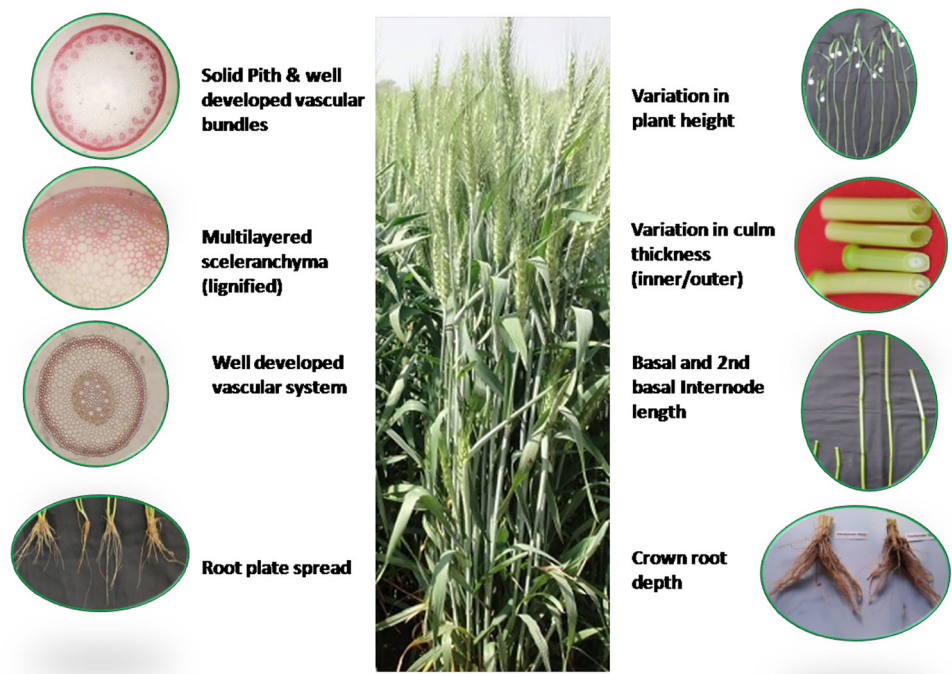 Solid Pith & well
developed vascular
bundles
Multilayered
sceleranchyma
(lignified)
Well developed
vascular system
Root plate spread
Variation in
plant height
Variation in culm
thickness
(inner/outer)
Basal and 2nd
basal Internode
length
Crown root
depth